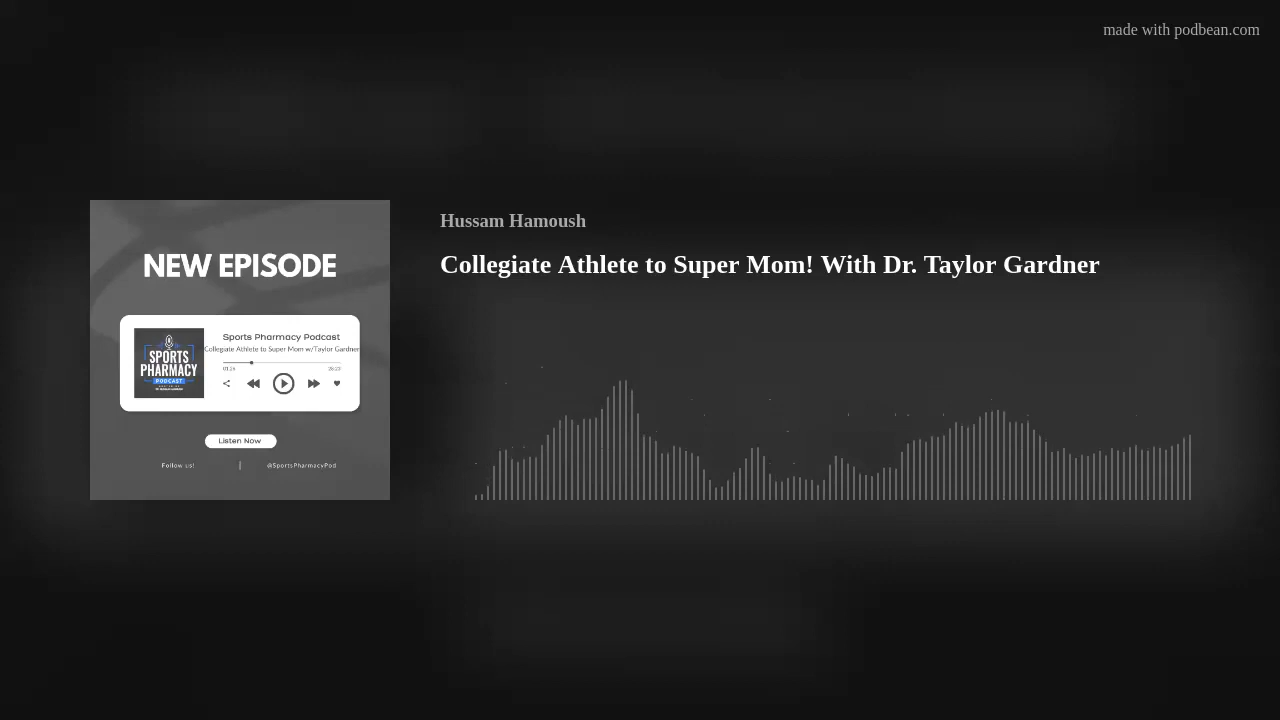 made with podbean.com
Hussam Hamoush
Collegiate Athlete to Super Mom! With Dr. Taylor Gardner
NEW EPISODE
Sports Pharmacy Podcast
Collegiate Athlete to Super Mom w/Taylor Gardner
SPORTS
PHARMACY
PODCAST
Listen Now
Follow us!
@SportsPharmacyPod